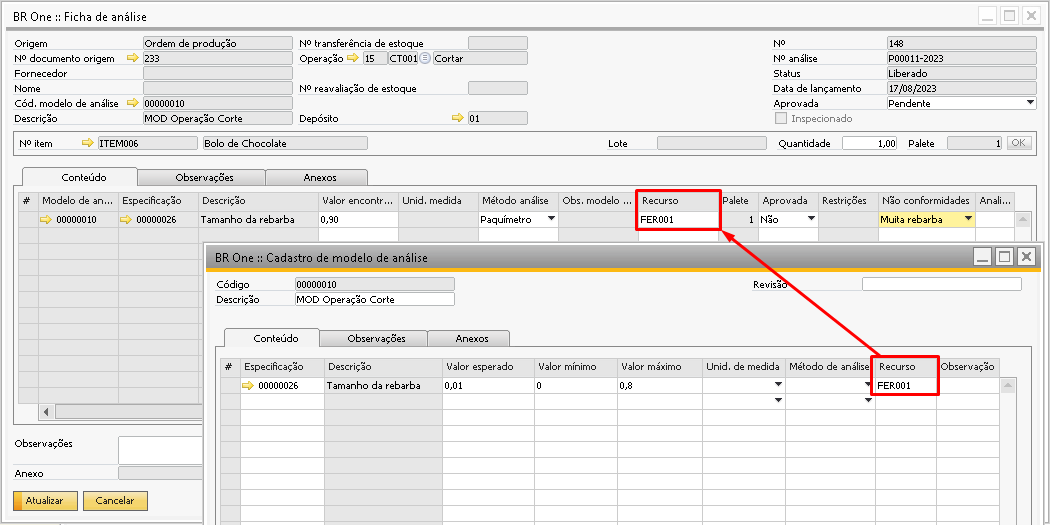 BR One :: Ficha de análise
Origem Ordem de produção Nº transferência de estoque Nº 148
Nº documento origem 233 Operação 15 CT001 Cortar Nº análise P00011-2023
Fornecedor Status Liberado
Nome Nº reavaliação de estoque Data de lançamento 17/08/2023
Cód. modelo de análise 00000010 Aprovada Pendente
Descrição MOD Operação Corte Depósito 01 Inspecionado
Nº item ITEM006 Bolo de Chocolate Lote Quantidade 1,00 Palete 1 OK
Conteúdo Observações Anexos
# Modelo de an... Especificação Descrição Valor encontr... Unid. medida Método análise Obs. modelo ... Recurso Palete Aprovada Restrições Não conformidades Anali...
00000010 00000026 Tamanho da rebarba 0,90 Paquímetro FER001 1 Não Muita rebarba
BR One :: Cadastro de modelo de análise
Código 00000010 Revisão
Descrição MOD Operação Corte
Conteúdo Observações Anexos
# Especificação Descrição Valor esperado Valor mínimo Valor máximo Unid. de medida Método de análise Recurso Observação
00000026 Tamanho da rebarba 0,01 0 0,8 FER001
Observações
Anexo
Atualizar Cancelar